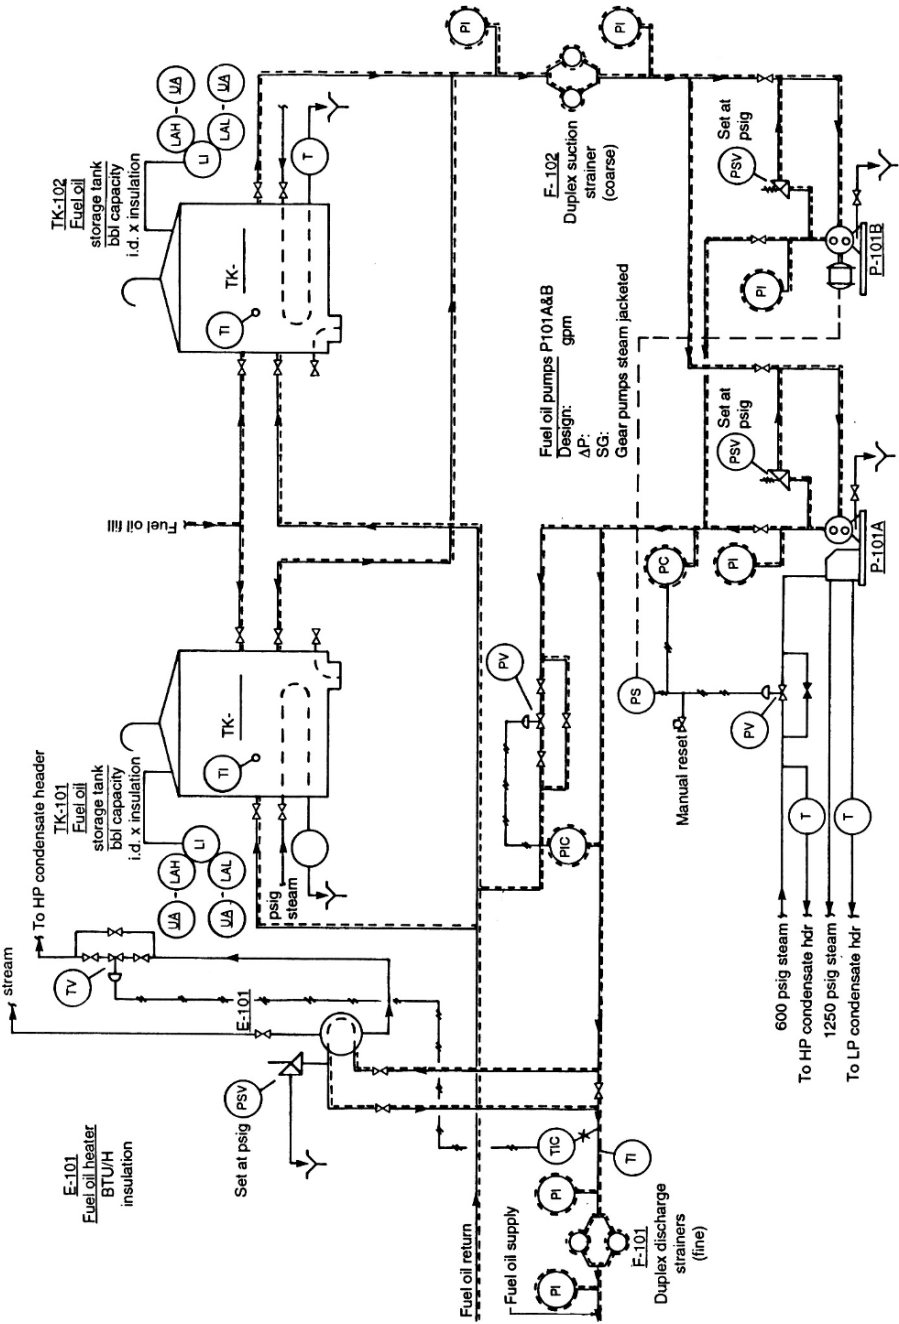 TK-102
Fuel oil
storage tank
bbl capacity
i.d. x insulation
LAH
UA
LI
LAL
UA
T
TK-
TI
PI
PI
F- 102
Duplex suction
strainer
(coarse)
PSV
Set at
psig
P-101B
PI
Fuel oil pumps P101A&B
Design: gpm
ΔP:
SG:
Gear pumps steam jacketed
Fuel oil fill
PSV
Set at
psig
P-101A
PC
PI
PV
PS
PV
Manual reset
PIC
T
T
600 psig steam
To HP condensate hdr
1250 psig steam
To LP condensate hdr
TK-101
Fuel oil
storage tank
bbl capacity
i.d. x insulation
UA
LAH
LI
UA
LAL
TK-
TI
psig
steam
To HP condensate header
stream
TV
E-101
PSV
Set at psig
E-101
Fuel oil heater
BTU/H
insulation
TIC
TI
PI
PI
F-101
Duplex discharge
strainers
(fine)
Fuel oil return
Fuel oil supply